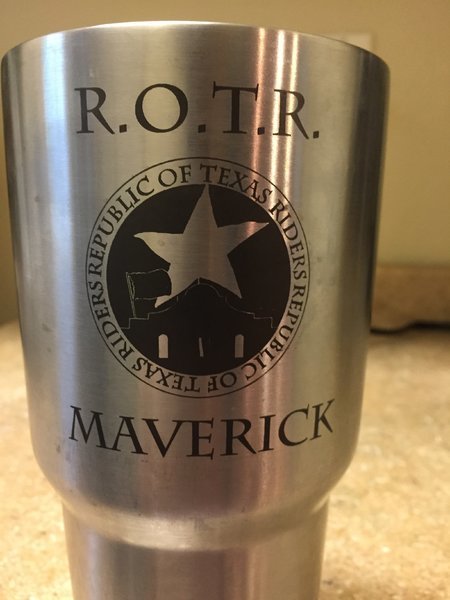 R.O.T.R.
REPUBLIC OF TEXAS RIDERS REPUBLIC OF TEXAS RIDERS
MAVERICK